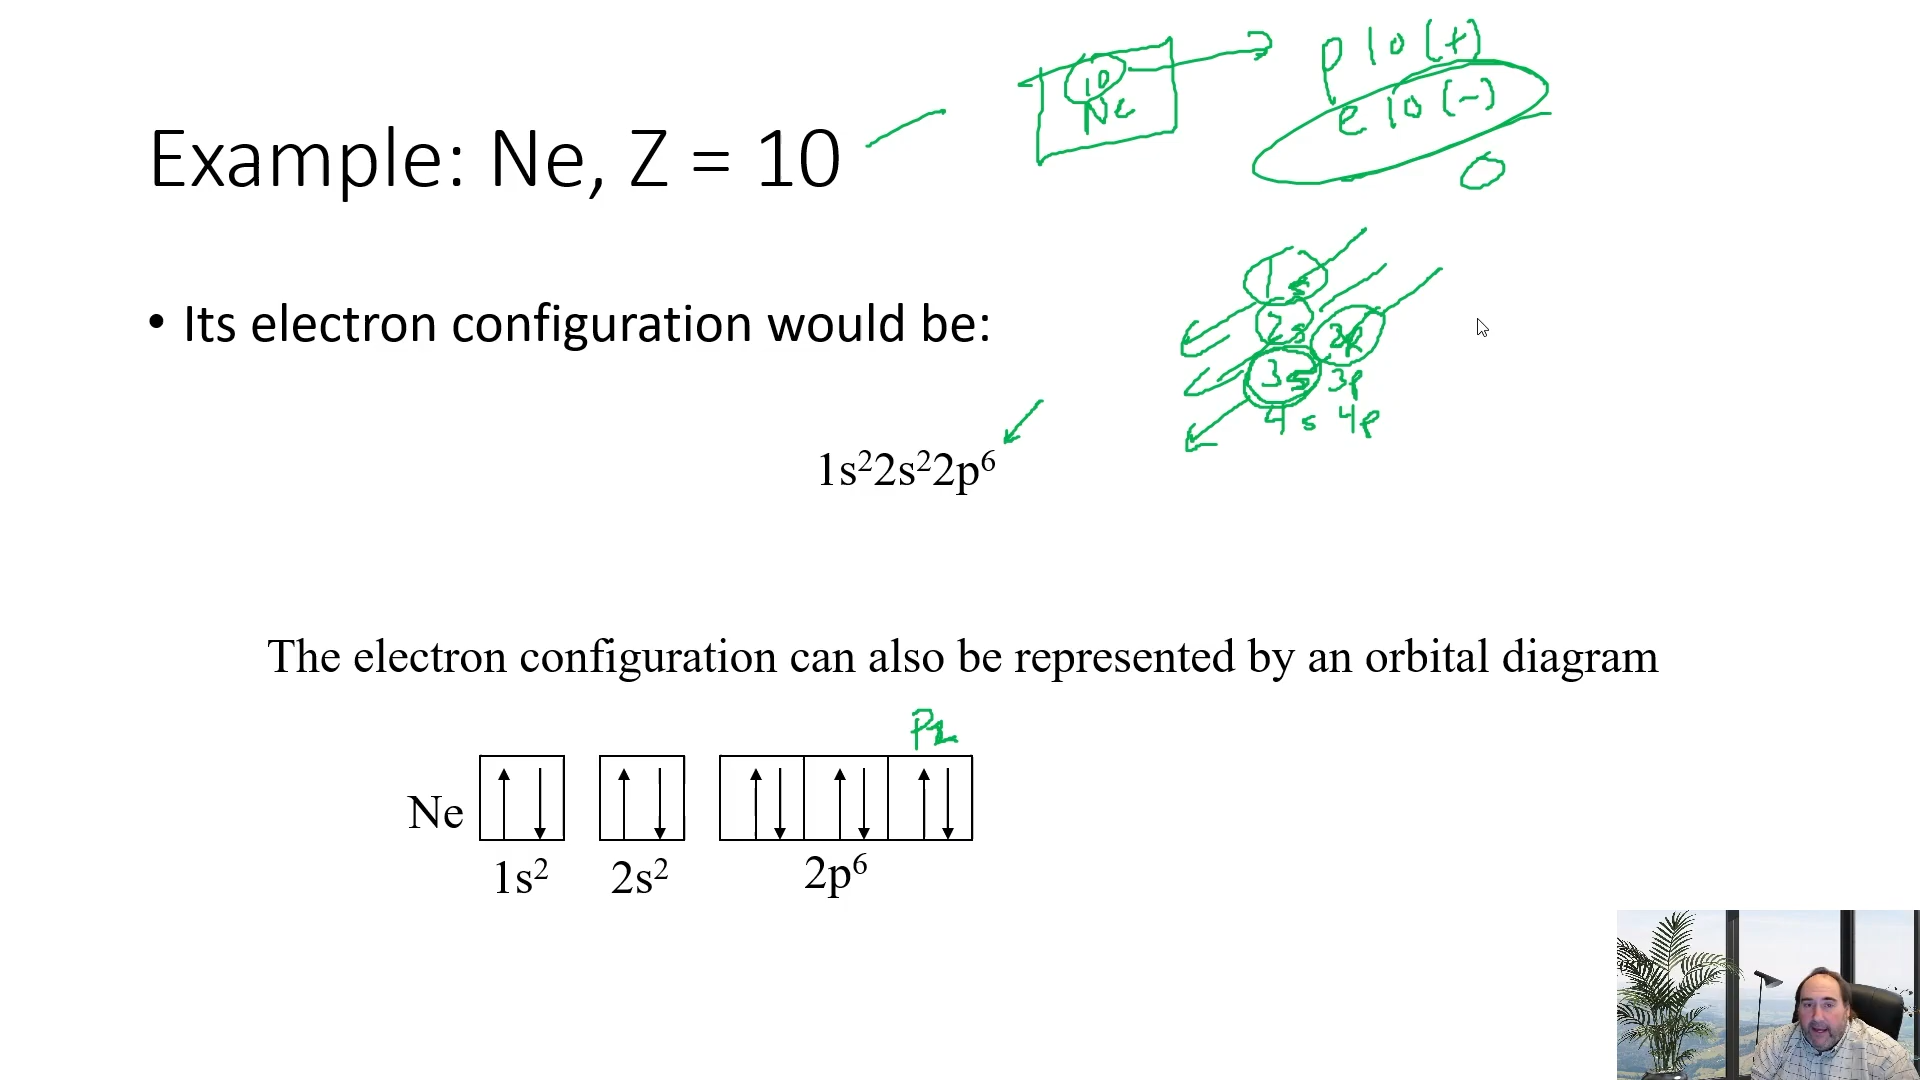 10
Ne
p 10 (+)
e 10 (-)
0
Example: Ne, Z = 10
1s
2s 2p
3s 3p
4s 4p
• Its electron configuration would be:
1s²2s²2p⁶
The electron configuration can also be represented by an orbital diagram
Ne
1s² 2s² 2p⁶